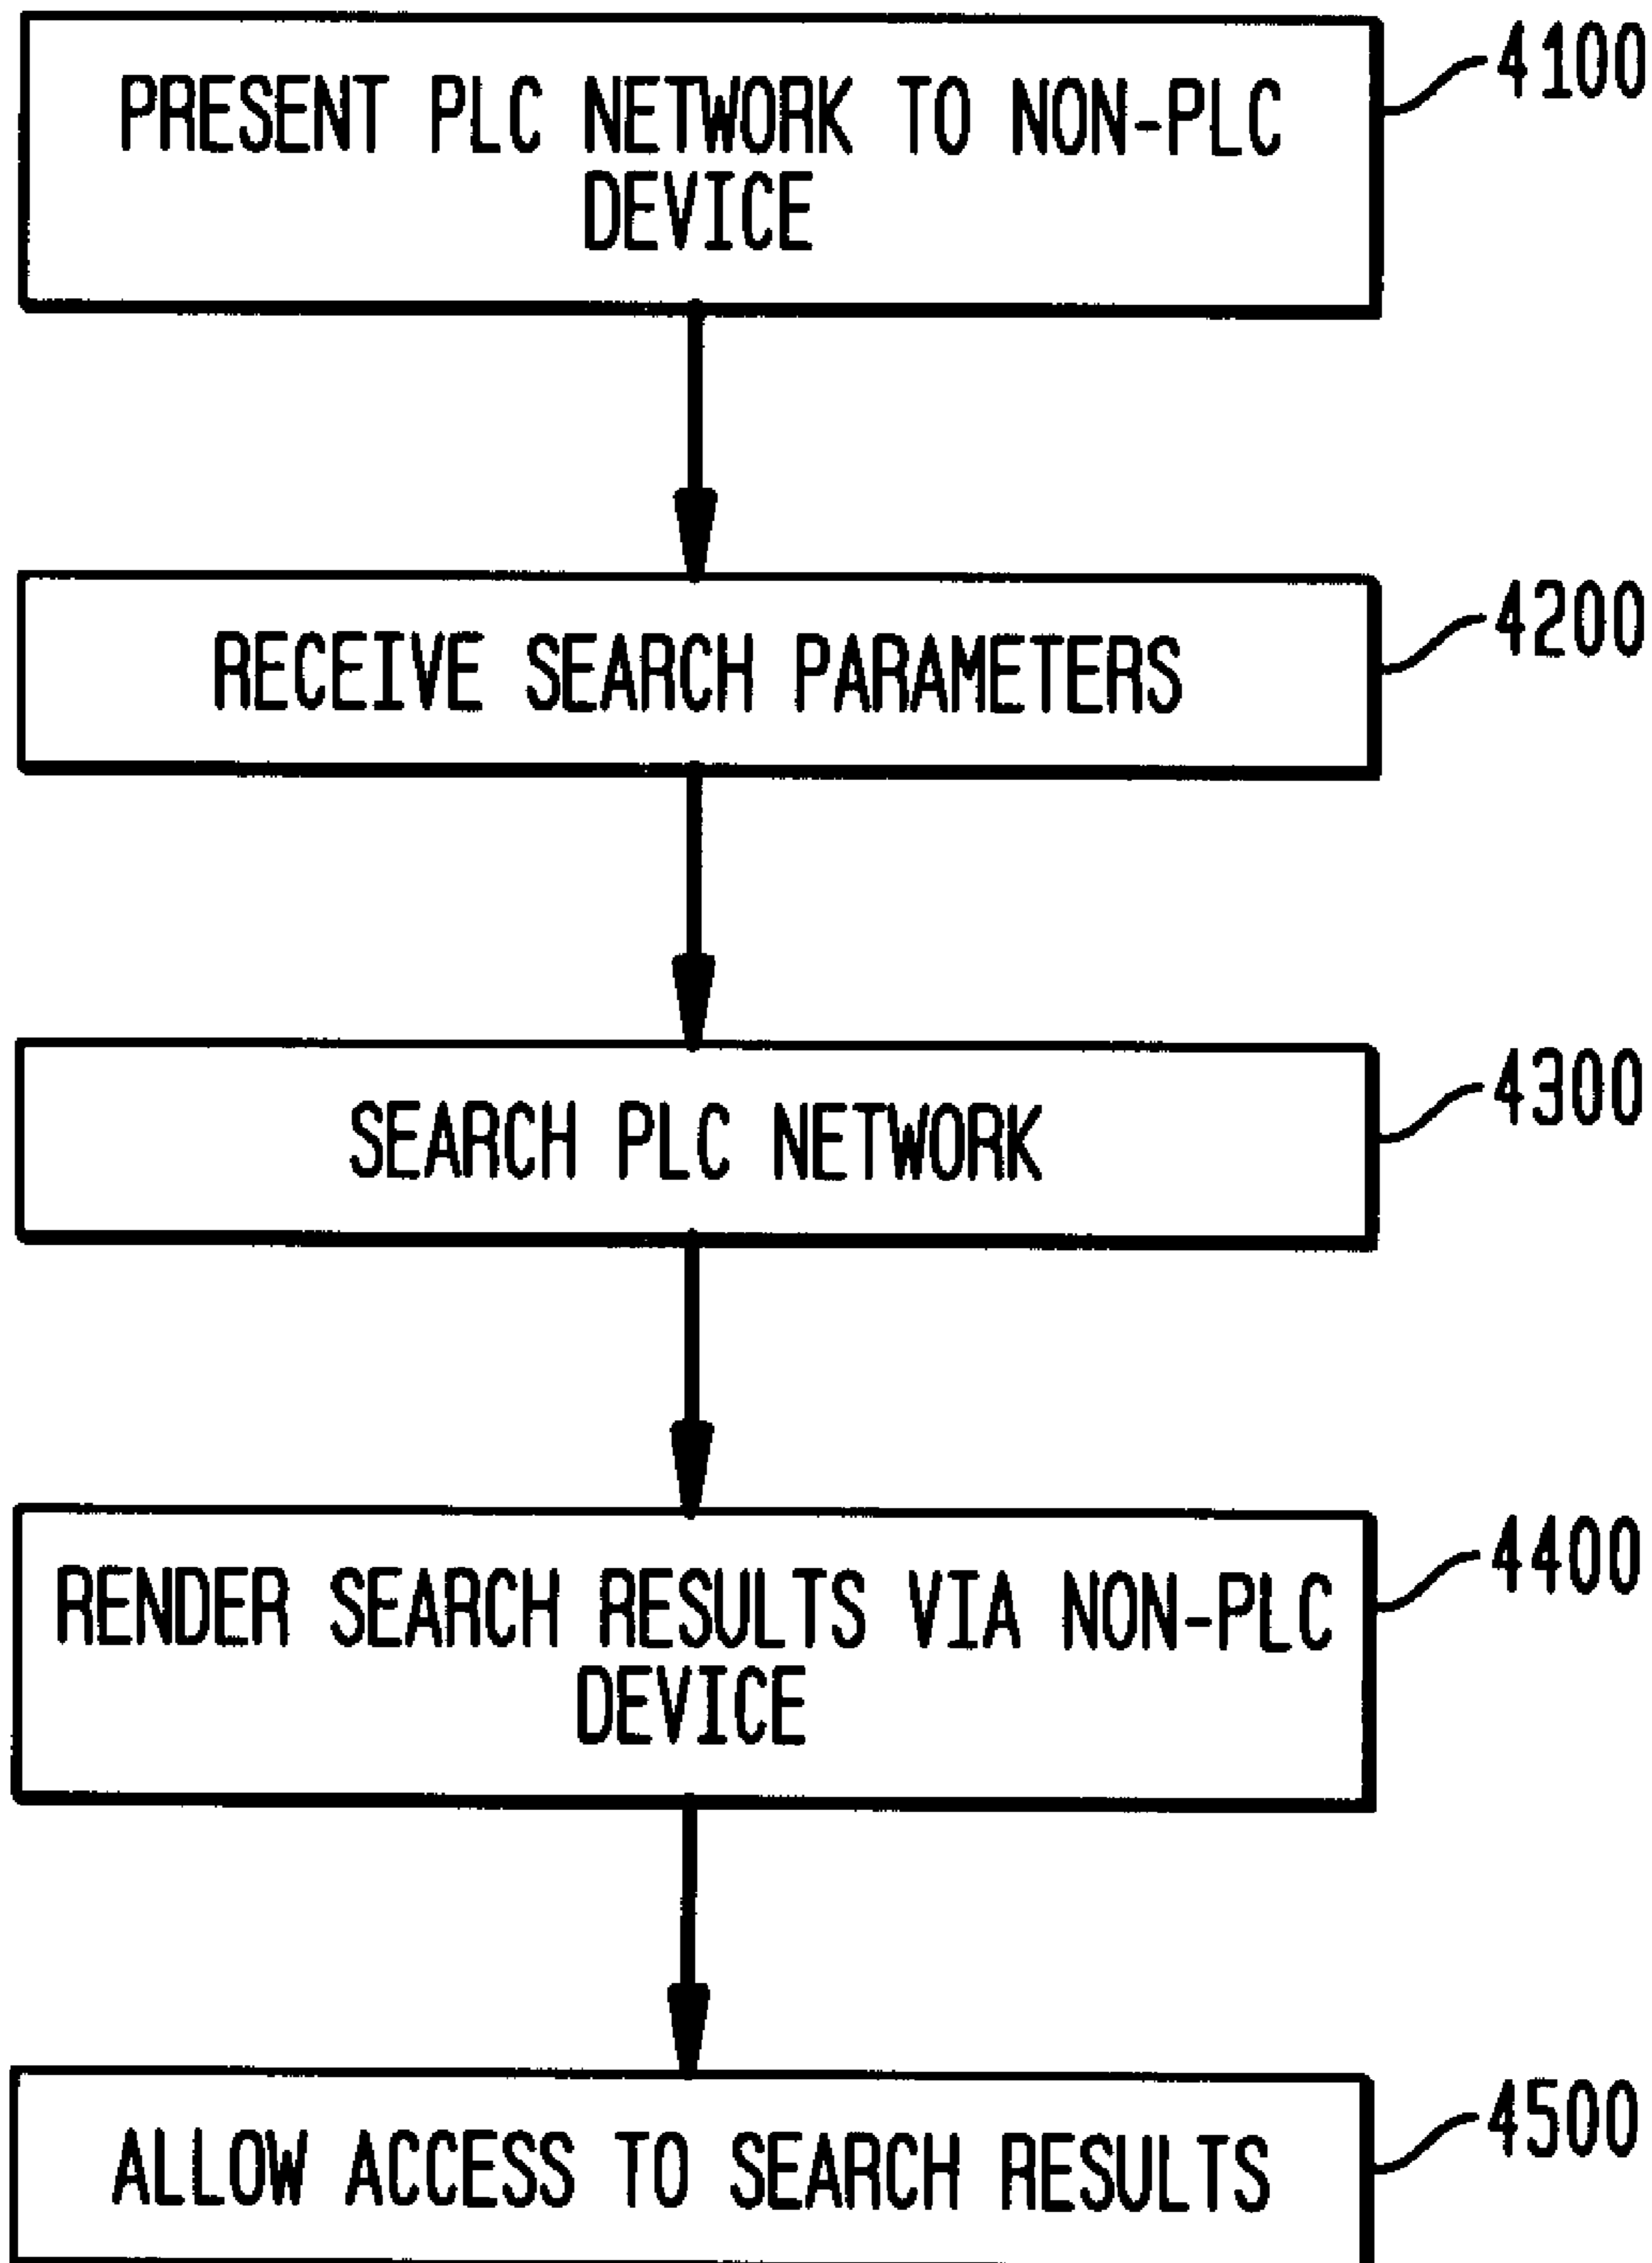 PRESENT PLC NETWORK TO NON-PLC
DEVICE
4100
RECEIVE SEARCH PARAMETERS
4200
SEARCH PLC NETWORK
4300
RENDER SEARCH RESULTS VIA NON-PLC
DEVICE
4400
ALLOW ACCESS TO SEARCH RESULTS
4500